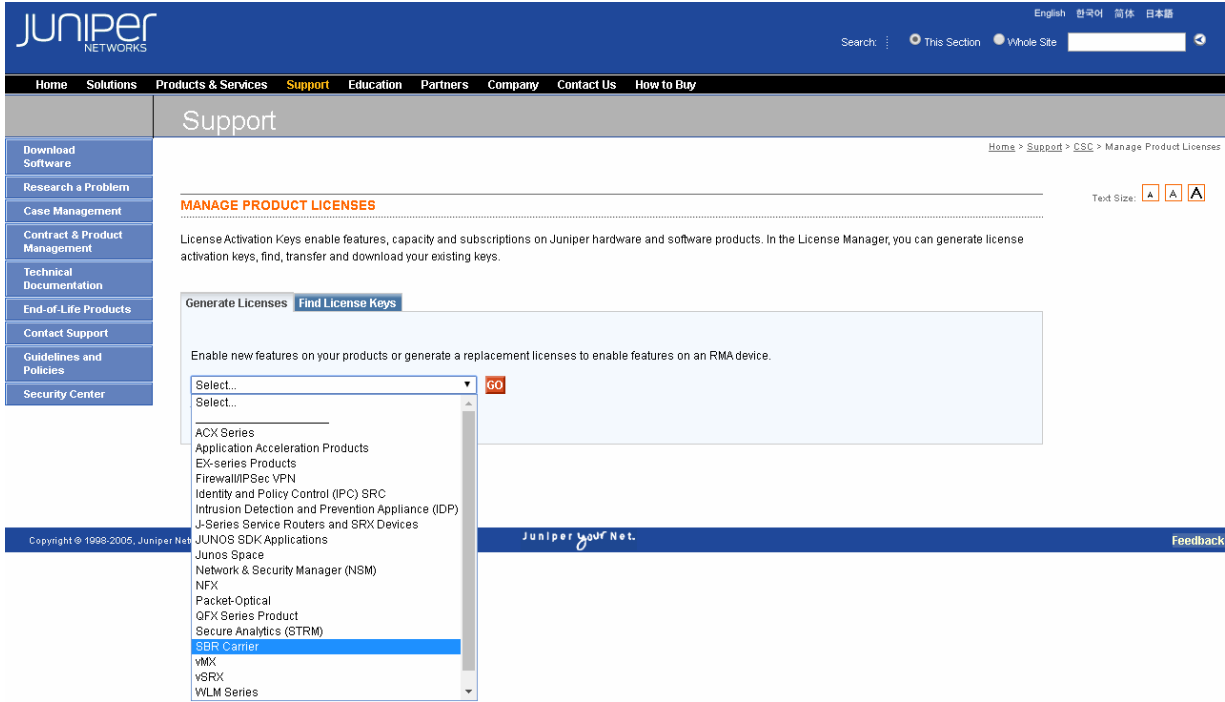 JUNIPER
NETWORKS
English 한국어 简体 日本語
Search: This Section Whole Site
Home Solutions Products & Services Support Education Partners Company Contact Us How to Buy
Support
Home > Support > CSC > Manage Product Licenses
Download
Software
Research a Problem
Case Management
Contract & Product
Management
Technical
Documentation
End-of-Life Products
Contact Support
Guidelines and
Policies
Security Center
Text Size: A A A
MANAGE PRODUCT LICENSES
License Activation Keys enable features, capacity and subscriptions on Juniper hardware and software products. In the License Manager, you can generate license
activation keys, find, transfer and download your existing keys.
Generate Licenses Find License Keys
Enable new features on your products or generate a replacement licenses to enable features on an RMA device.
Select... GO
Select...
ACX Series
Application Acceleration Products
EX-series Products
Firewall/IPSec VPN
Identity and Policy Control (IPC) SRC
Intrusion Detection and Prevention Appliance (IDP)
J-Series Service Routers and SRX Devices
JUNOS SDK Applications
Junos Space
Network & Security Manager (NSM)
NFX
Packet-Optical
QFX Series Product
Secure Analytics (STRM)
SBR Carrier
vMX
vSRX
WLM Series
Copyright © 1998-2005, Juniper Net
Juniper your Net.
Feedback